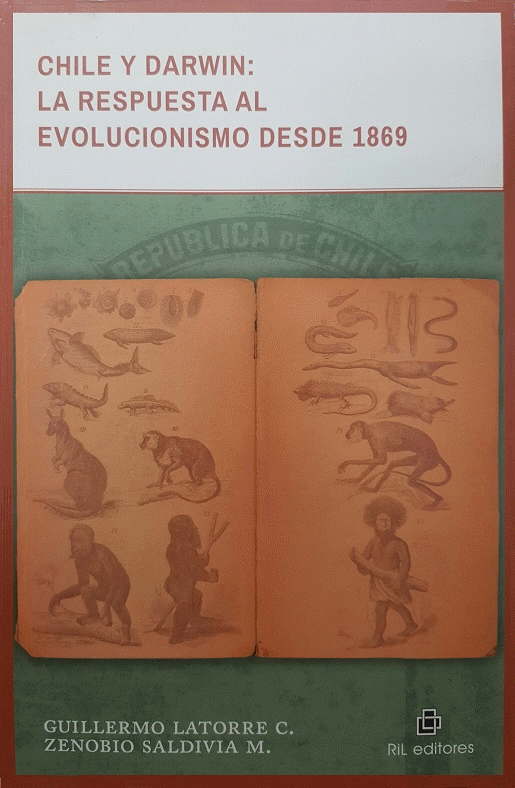 CHILE Y DARWIN:
LA RESPUESTA AL
EVOLUCIONISMO DESDE 1869
REPUBLICA DE CHILE
GUILLERMO LATORRE C.
ZENOBIO SALDIVIA M.
RiL editores